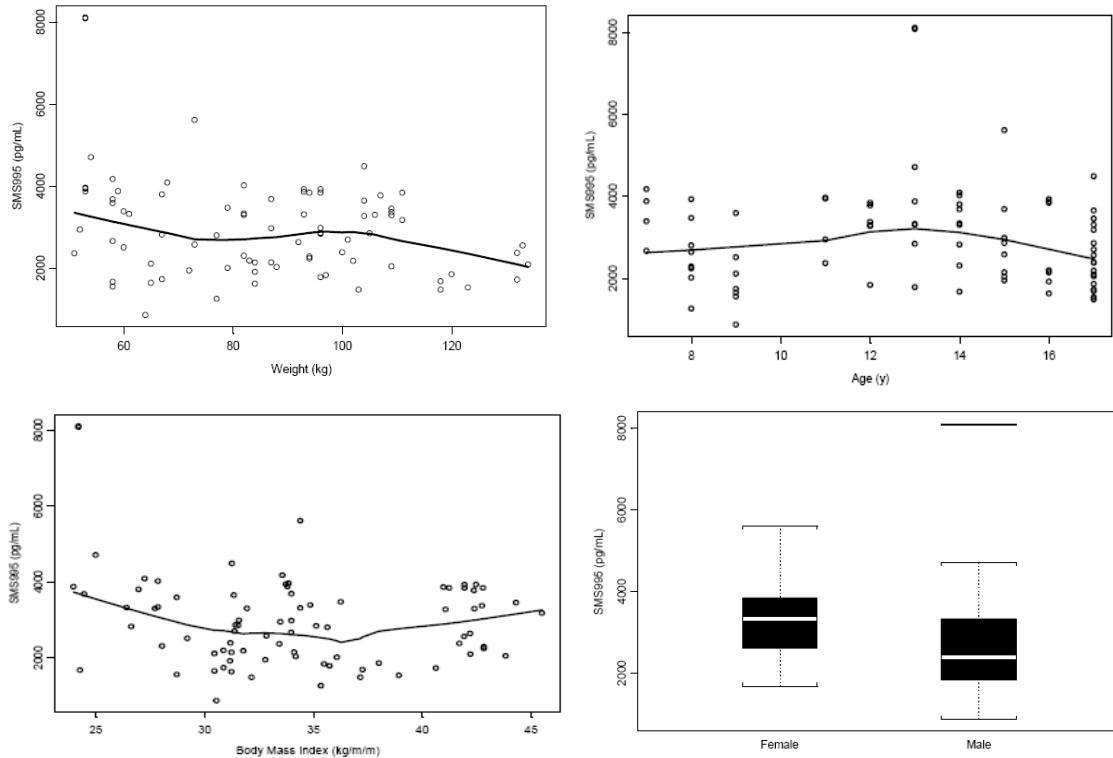 8000
6000
4000
2000
SMS995 (pg/mL)
60 80 100 120
Weight (kg)
8000
6000
4000
2000
SMS995 (pg/mL)
8 10 12 14 16
Age (y)
8000
6000
4000
2000
SMS995 (pg/mL)
25 30 35 40 45
Body Mass Index (kg/m/m)
8000
6000
4000
2000
SMS995 (pg/mL)
Female Male